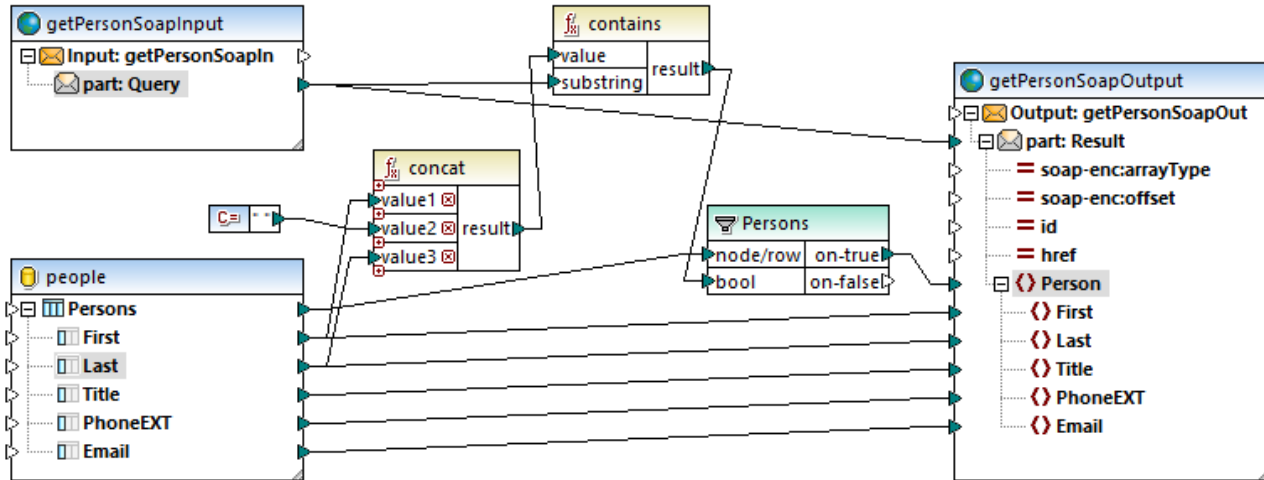 getPersonSoapInput
Input: getPersonSoapIn
part: Query
contains
value
substring
result
concat
value1
value2
value3
result
C= " "
people
Persons
First
Last
Title
PhoneEXT
Email
Persons
node/row on-true
bool on-false
getPersonSoapOutput
Output: getPersonSoapOut
part: Result
= soap-enc:arrayType
= soap-enc:offset
= id
= href
Person
First
Last
Title
PhoneEXT
Email